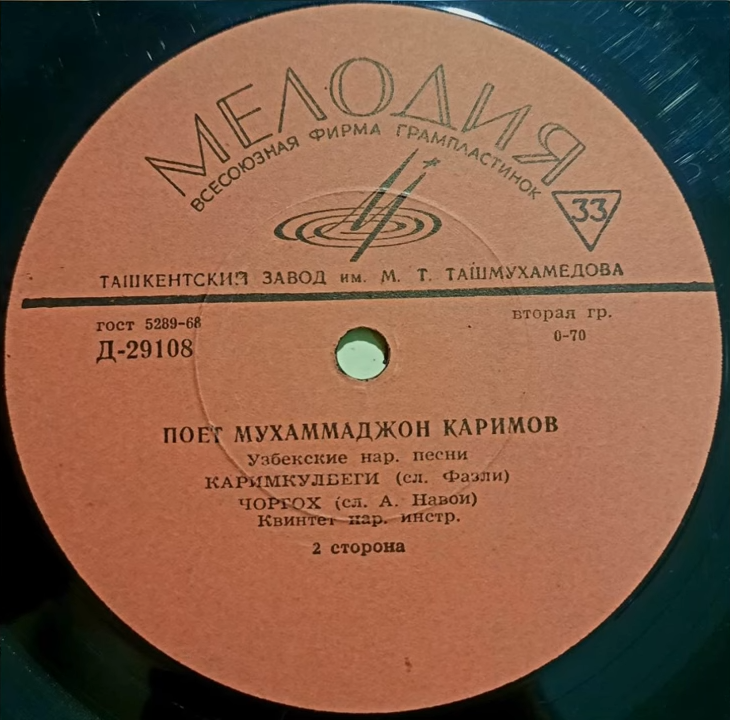 МЕЛОДИЯ
ВСЕСОЮЗНАЯ ФИРМА ГРАМПЛАСТИНОК
33
ТАШКЕНТСКИЙ ЗАВОД им. М. Т. ТАШМУХАМЕДОВА
гост 5289-68
вторая гр.
Д-29108
0-70
ПОЕТ МУХАММАДЖОН КАРИМОВ
Узбекские нар. песни
КАРИМКУЛБЕГИ (сл. Фазли)
ЧОРГОХ (сл. А. Навои)
Квинтет нар. инстр.
2 сторона